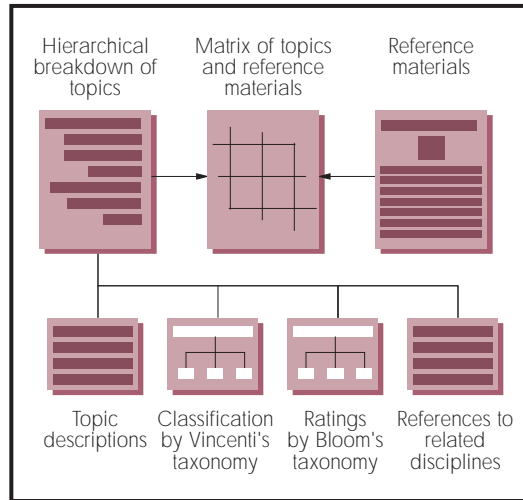 Hierarchical
breakdown of
topics
Matrix of topics
and reference
materials
Reference
materials
Topic
descriptions
Classification
by Vincenti's
taxonomy
Ratings
by Bloom's
taxonomy
References to
related
disciplines